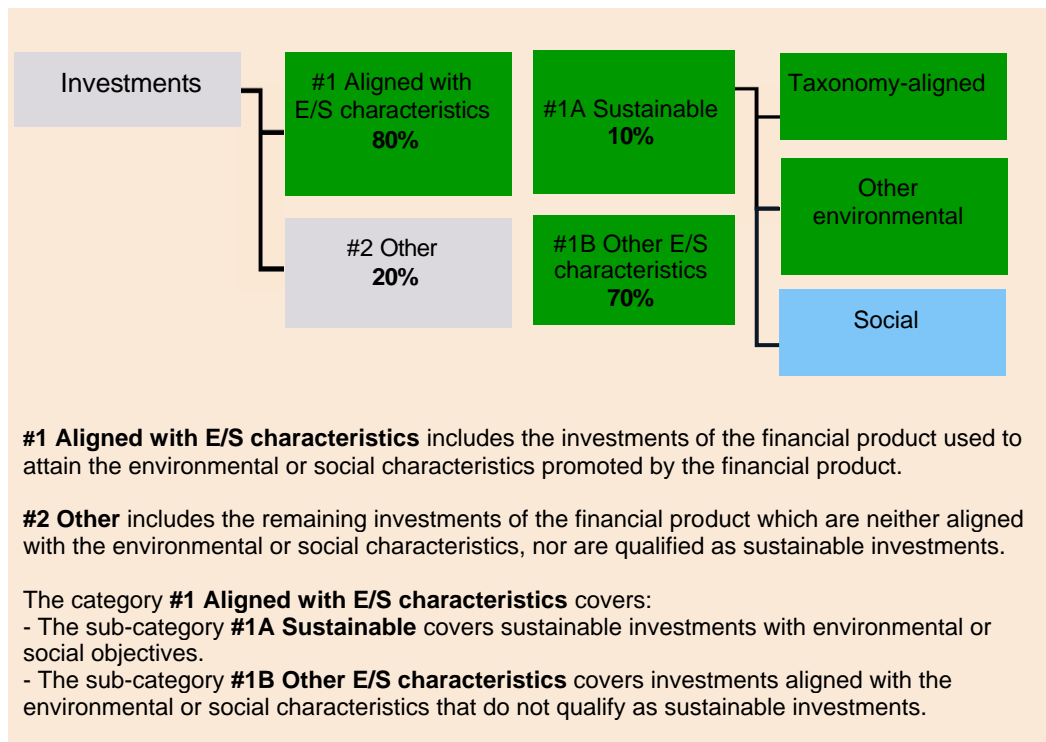 Investments
#1 Aligned with
E/S characteristics
80%
#2 Other
20%
#1A Sustainable
10%
#1B Other E/S
characteristics
70%
Taxonomy-aligned
Other
environmental
Social
#1 Aligned with E/S characteristics includes the investments of the financial product used to
attain the environmental or social characteristics promoted by the financial product.
#2 Other includes the remaining investments of the financial product which are neither aligned
with the environmental or social characteristics, nor are qualified as sustainable investments.
The category #1 Aligned with E/S characteristics covers:
- The sub-category #1A Sustainable covers sustainable investments with environmental or
social objectives.
- The sub-category #1B Other E/S characteristics covers investments aligned with the
environmental or social characteristics that do not qualify as sustainable investments.